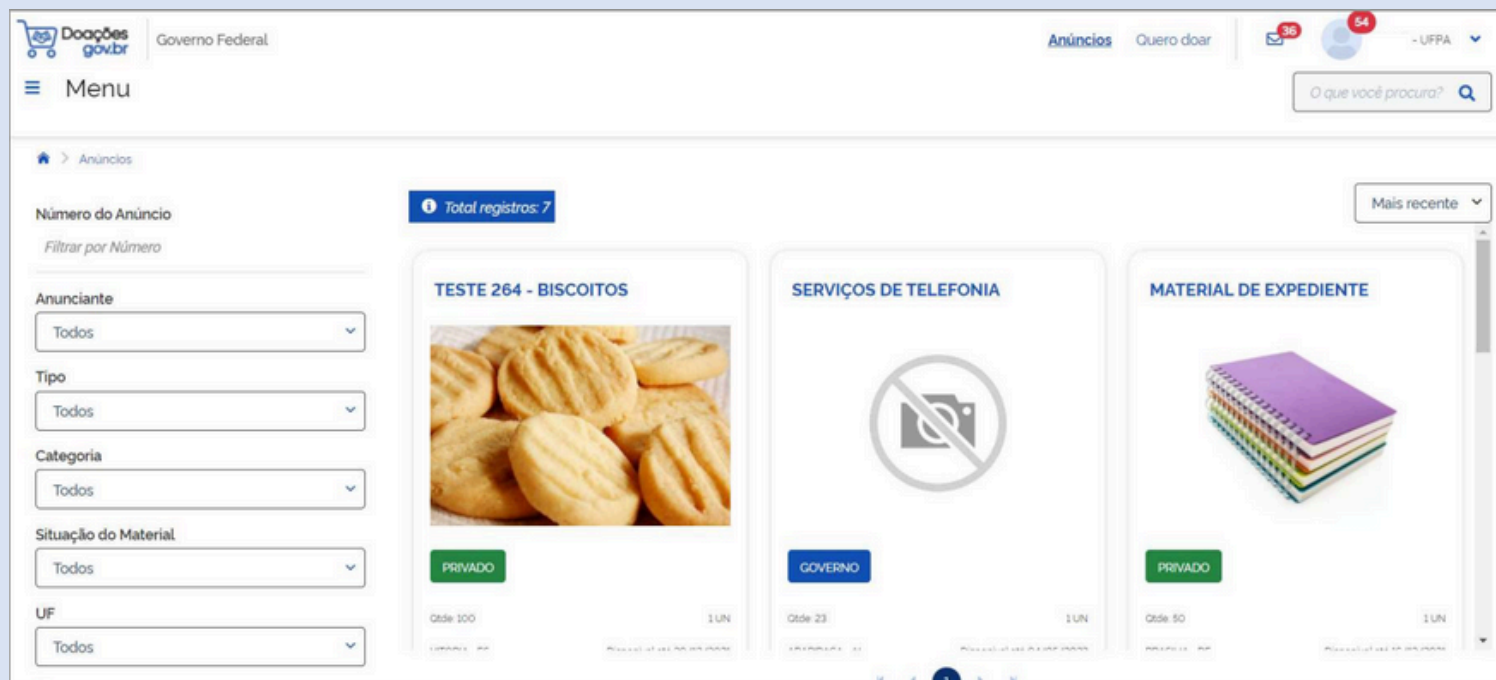 Doações
gov.br
Governo Federal
Anúncios
Quero doar
36
54
- UFPA
Menu
O que você procura?
Anúncios
Número do Anúncio
Filtrar por Número
Anunciante
Todos
Tipo
Todos
Categoria
Todos
Situação do Material
Todos
UF
Todos
Total registros: 7
Mais recente
TESTE 264 - BISCOITOS
PRIVADO
Qtde: 100
1 UN
SERVIÇOS DE TELEFONIA
GOVERNO
Qtde: 23
1 UN
MATERIAL DE EXPEDIENTE
PRIVADO
Qtde: 50
1 UN
1